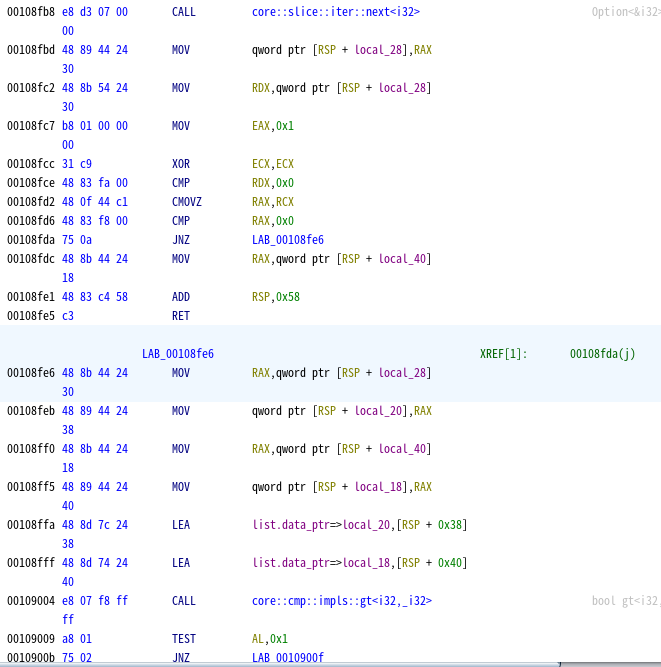 00108fb8 e8 d3 07 00 CALL core::slice::iter::next<i32> Option<&i32>
00
00108fbd 48 89 44 24 MOV qword ptr [RSP + local_28],RAX
30
00108fc2 48 8b 54 24 MOV RDX,qword ptr [RSP + local_28]
30
00108fc7 b8 01 00 00 MOV EAX,0x1
00
00108fcc 31 c9 XOR ECX,ECX
00108fce 48 83 fa 00 CMP RDX,0x0
00108fd2 48 0f 44 c1 CMOVZ RAX,RCX
00108fd6 48 83 f8 00 CMP RAX,0x0
00108fda 75 0a JNZ LAB_00108fe6
00108fdc 48 8b 44 24 MOV RAX,qword ptr [RSP + local_40]
18
00108fe1 48 83 c4 58 ADD RSP,0x58
00108fe5 c3 RET
LAB_00108fe6 XREF[1]: 00108fda(j)
00108fe6 48 8b 44 24 MOV RAX,qword ptr [RSP + local_28]
30
00108feb 48 89 44 24 MOV qword ptr [RSP + local_20],RAX
38
00108ff0 48 8b 44 24 MOV RAX,qword ptr [RSP + local_40]
18
00108ff5 48 89 44 24 MOV qword ptr [RSP + local_18],RAX
40
00108ffa 48 8d 7c 24 LEA list.data_ptr=>local_20,[RSP + 0x38]
38
00108fff 48 8d 74 24 LEA list.data_ptr=>local_18,[RSP + 0x40]
40
00109004 e8 07 f8 ff CALL core::cmp::impls::gt<i32,_i32> bool gt<i32,
ff
00109009 a8 01 TEST AL,0x1
0010900b 75 02 JNZ LAB_0010900f